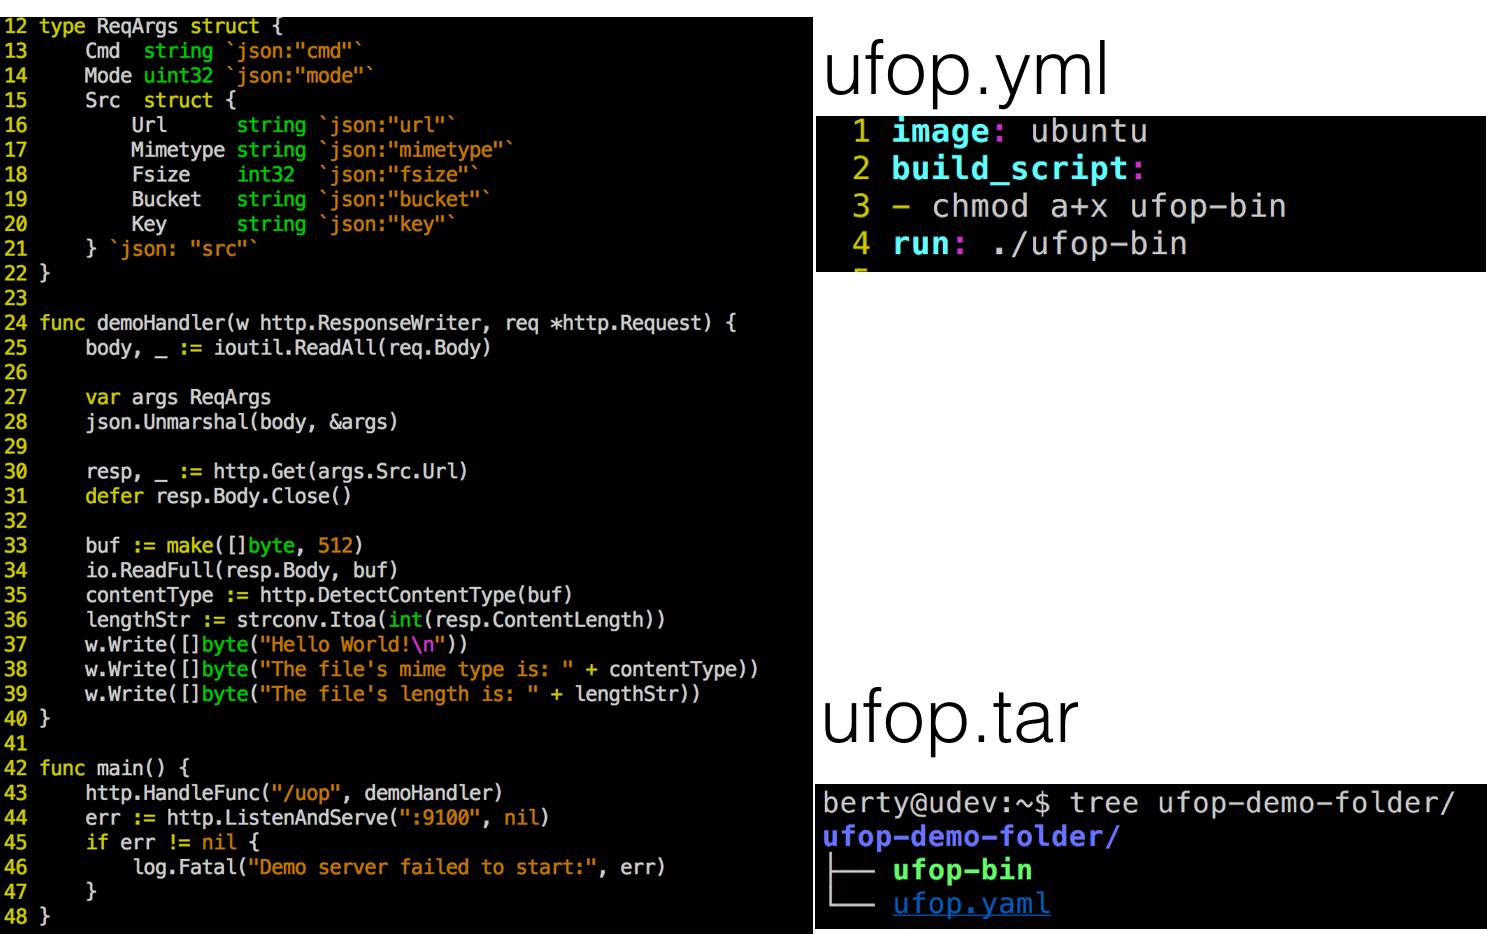 12 type ReqArgs struct {
13     Cmd  string `json:"cmd"`
14     Mode uint32 `json:"mode"`
15     Src  struct {
16         Url      string `json:"url"`
17         Mimetype string `json:"mimetype"`
18         Fsize    int32  `json:"fsize"`
19         Bucket   string `json:"bucket"`
20         Key      string `json:"key"`
21     } `json: "src"`
22 }
23
24 func demoHandler(w http.ResponseWriter, req *http.Request) {
25     body, _ := ioutil.ReadAll(req.Body)
26
27     var args ReqArgs
28     json.Unmarshal(body, &args)
29
30     resp, _ := http.Get(args.Src.Url)
31     defer resp.Body.Close()
32
33     buf := make([]byte, 512)
34     io.ReadFull(resp.Body, buf)
35     contentType := http.DetectContentType(buf)
36     lengthStr := strconv.Itoa(int(resp.ContentLength))
37     w.Write([]byte("Hello World!\n"))
38     w.Write([]byte("The file's mime type is: " + contentType))
39     w.Write([]byte("The file's length is: " + lengthStr))
40 }
41
42 func main() {
43     http.HandleFunc("/uop", demoHandler)
44     err := http.ListenAndServe(":9100", nil)
45     if err != nil {
46         log.Fatal("Demo server failed to start:", err)
47     }
48 }
ufop.yml
1 image: ubuntu
2 build_script:
3 - chmod a+x ufop-bin
4 run: ./ufop-bin
ufop.tar
berty@udev:~$ tree ufop-demo-folder/
ufop-demo-folder/
├── ufop-bin
└── ufop.yaml